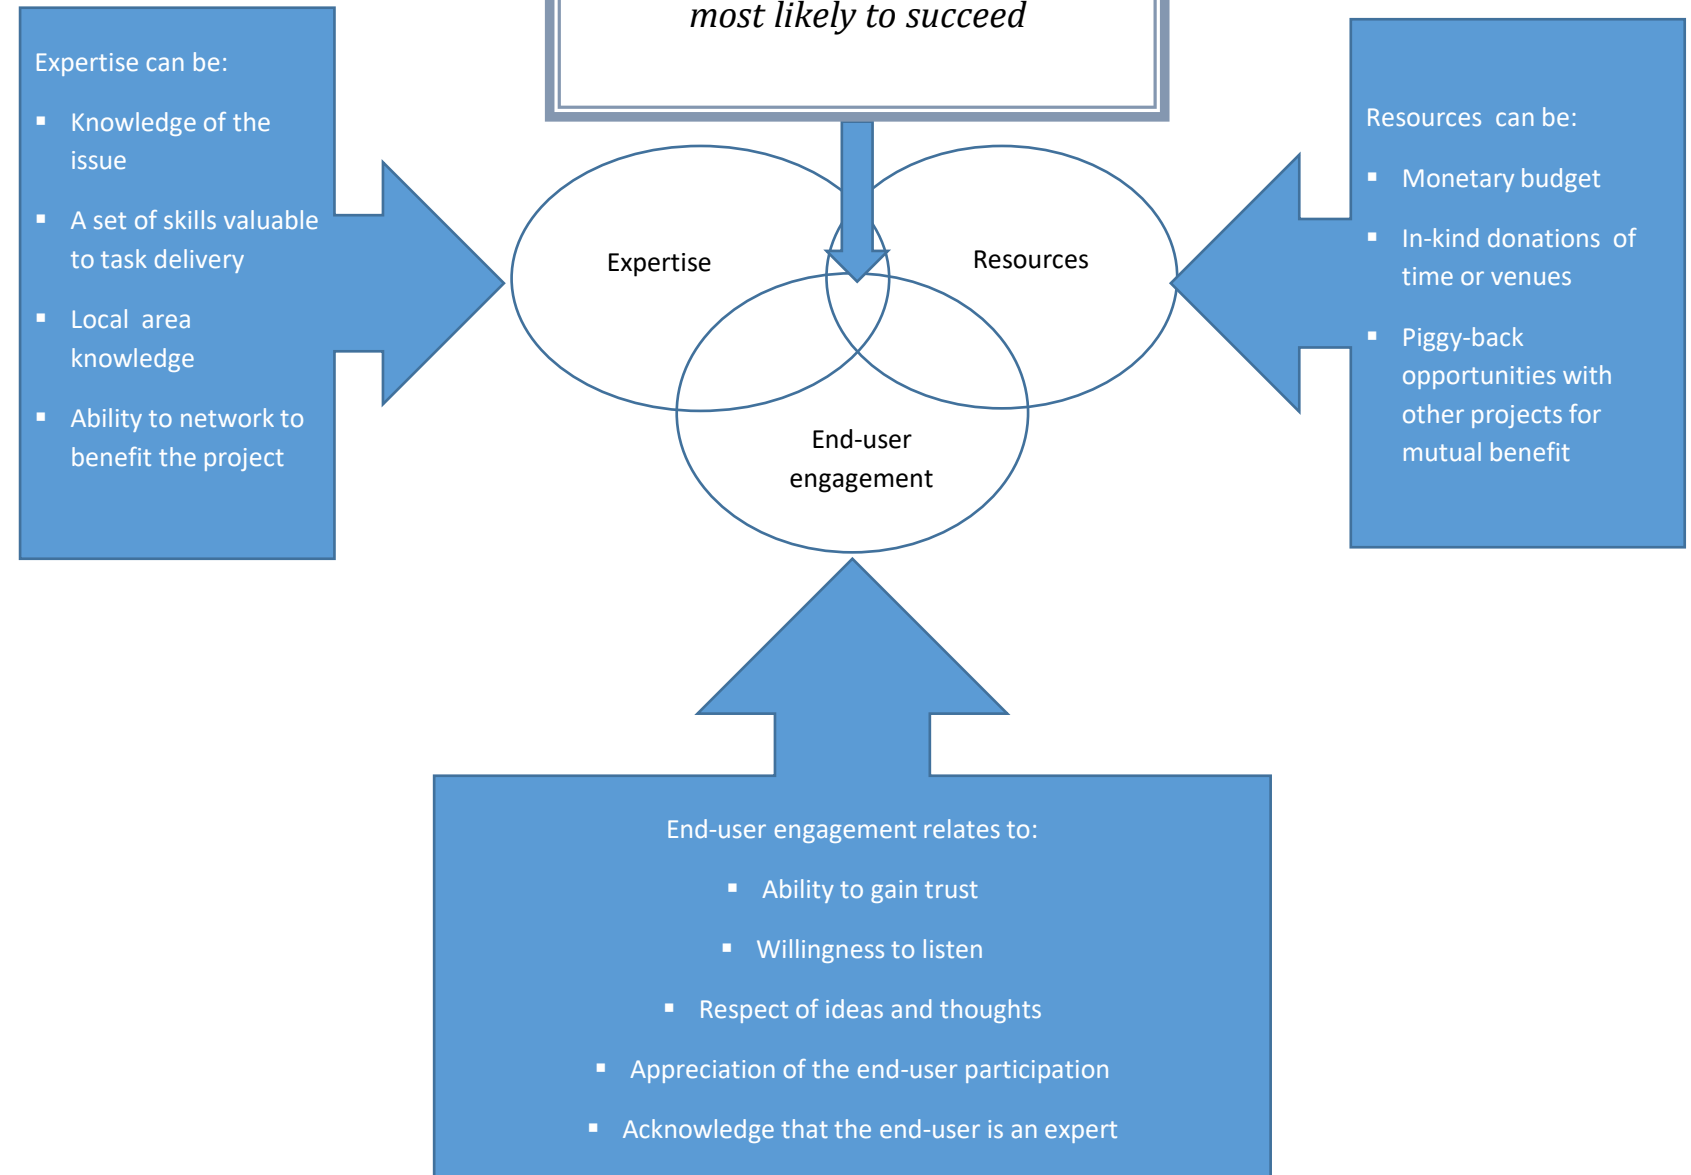 most likely to succeed
Expertise can be:
▪ Knowledge of the
issue
▪ A set of skills valuable
to task delivery
▪ Local area
knowledge
▪ Ability to network to
benefit the project
Expertise
Resources
End-user
engagement
Resources can be:
▪ Monetary budget
▪ In-kind donations of
time or venues
▪ Piggy-back
opportunities with
other projects for
mutual benefit
End-user engagement relates to:
▪ Ability to gain trust
▪ Willingness to listen
▪ Respect of ideas and thoughts
▪ Appreciation of the end-user participation
▪ Acknowledge that the end-user is an expert